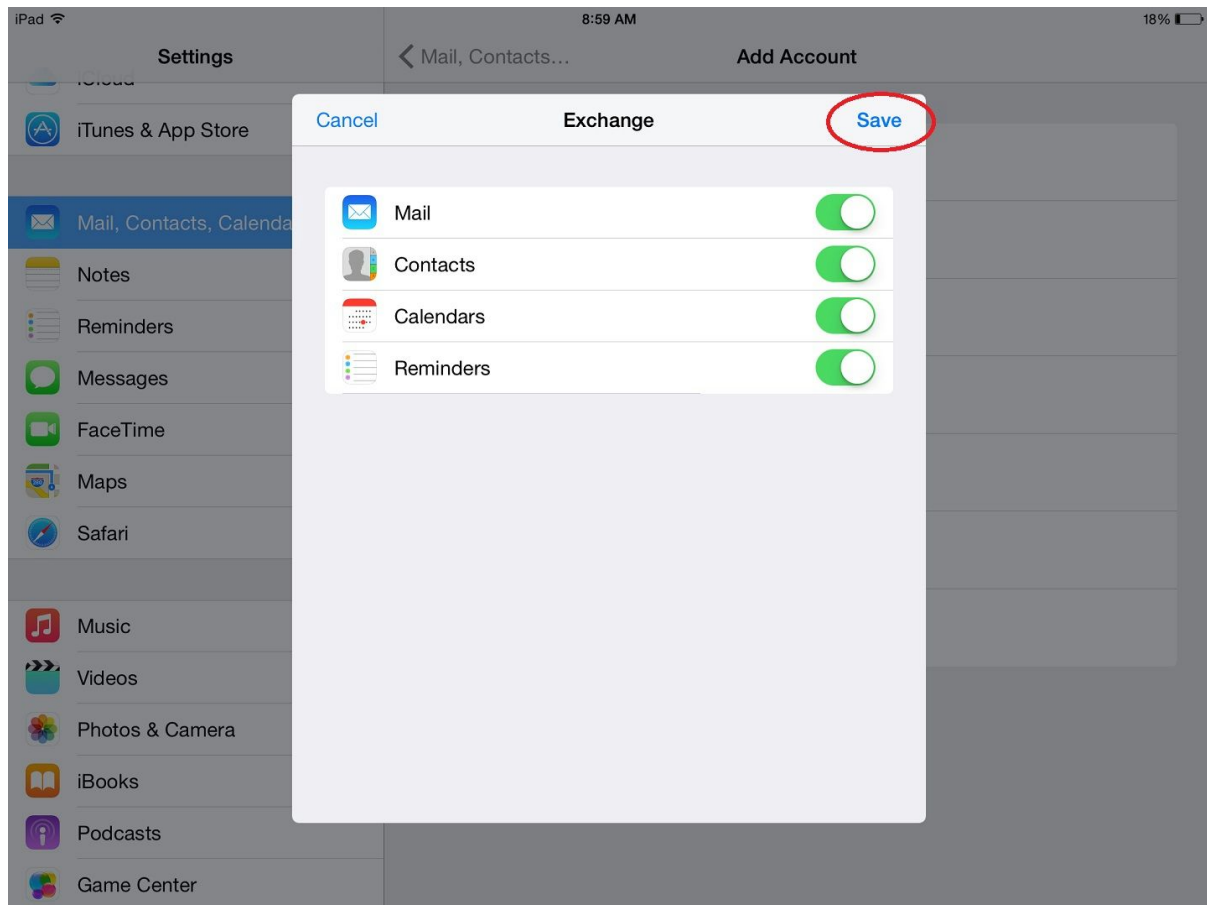 iPad 8:59 AM 18%
Settings Mail, Contacts... Add Account
iCloud
iTunes & App Store
Mail, Contacts, Calenda
Notes
Reminders
Messages
FaceTime
Maps
Safari
Music
Videos
Photos & Camera
iBooks
Podcasts
Game Center
Cancel Exchange Save
Mail
Contacts
Calendars
Reminders